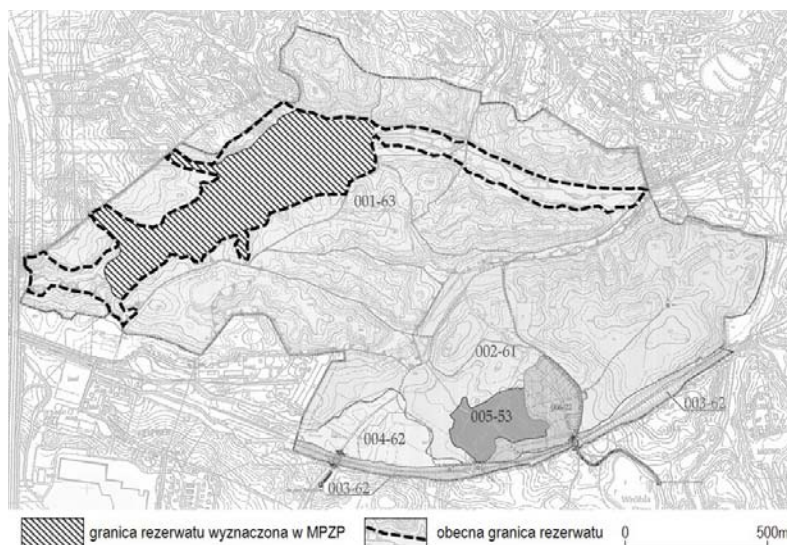 001-63
002-61
003-62
005-53
004-62
003-62
granica rezerwatu wyznaczona w MPZP
obecna granica rezerwatu
0
500m